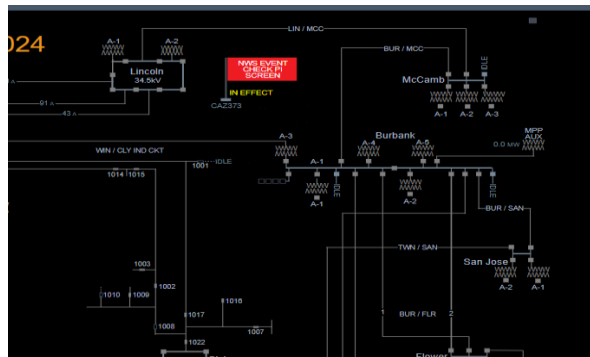 LIN / MCC
024
A-1
A-2
Lincoln
34.5kV
NWS EVENT
CHECK PI
SCREEN
IN EFFECT
CAZ373
BUR / MCC
IDLE
McCamb
A-1
A-2
A-3
91 A
43 A
A
A-3
Burbank
A-4
A-5
MPP
AUX
0.0 MW
WIN / CLY IND CKT
1001
IDLE
1014
1015
A-1
IDLE
A-1
A-2
IDLE
BUR / SAN
TWN / SAN
San Jose
A-2
A-1
1003
1002
1010
1009
1016
1017
1008
1007
1022
1
BUR / FLR
2
Flower